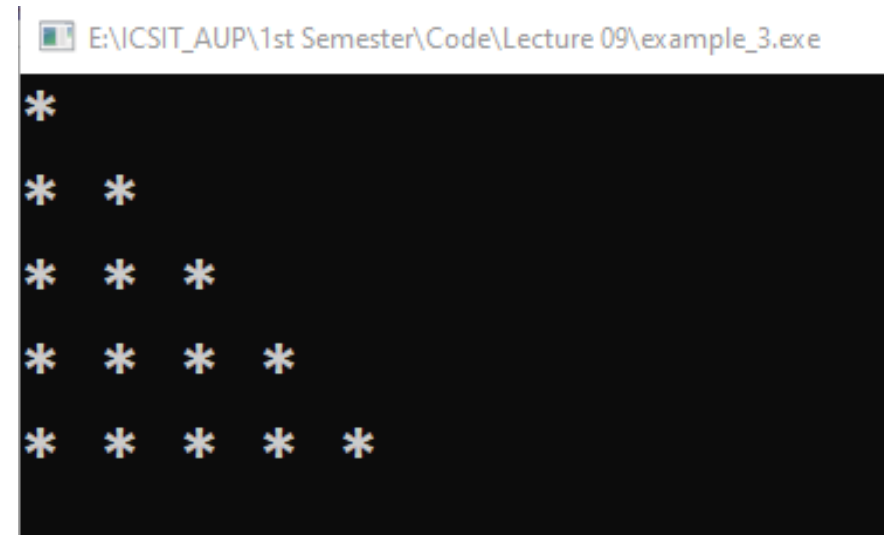 E:\ICSIT_AUP\1st Semester\Code\Lecture 09\example_3.exe
*
* *
* * *
* * * *
* * * * *